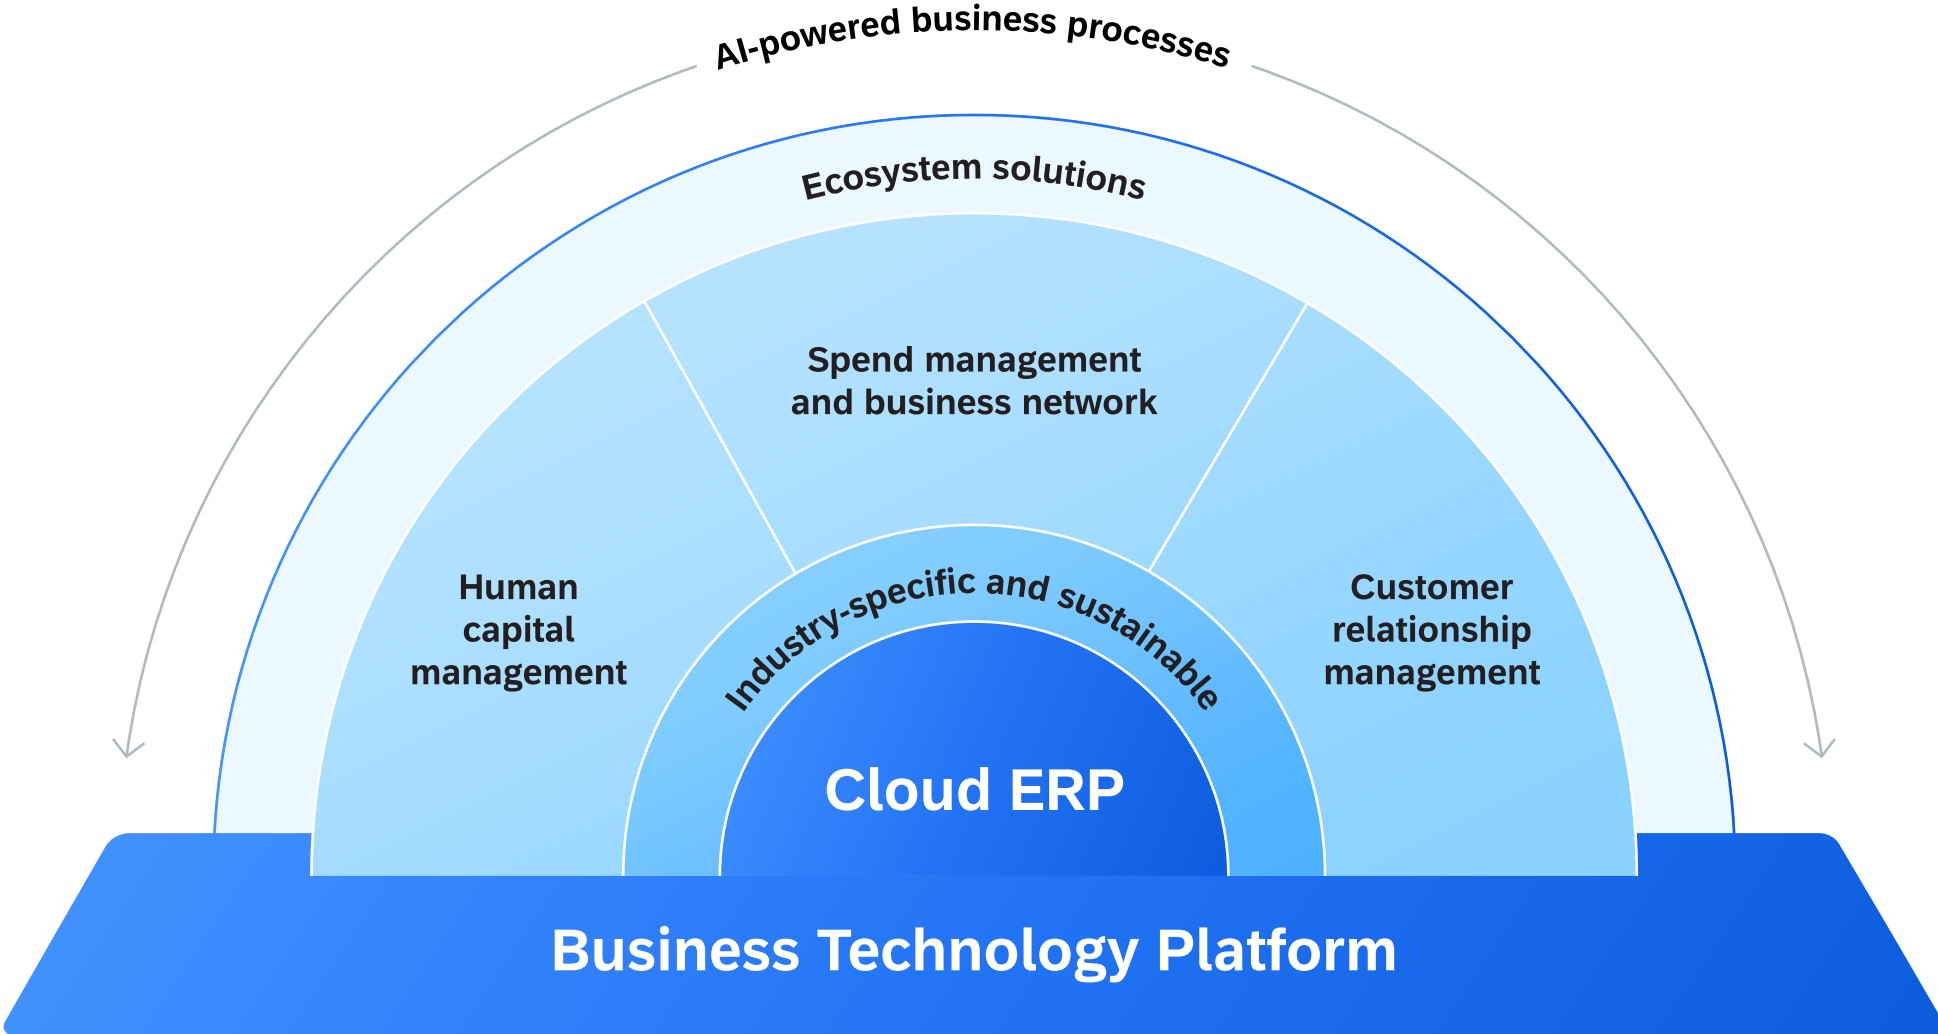 AI-powered business processes
Ecosystem solutions
Spend management
and business network
Human
capital
management
Customer
relationship
management
Industry-specific and sustainable
Cloud ERP
Business Technology Platform